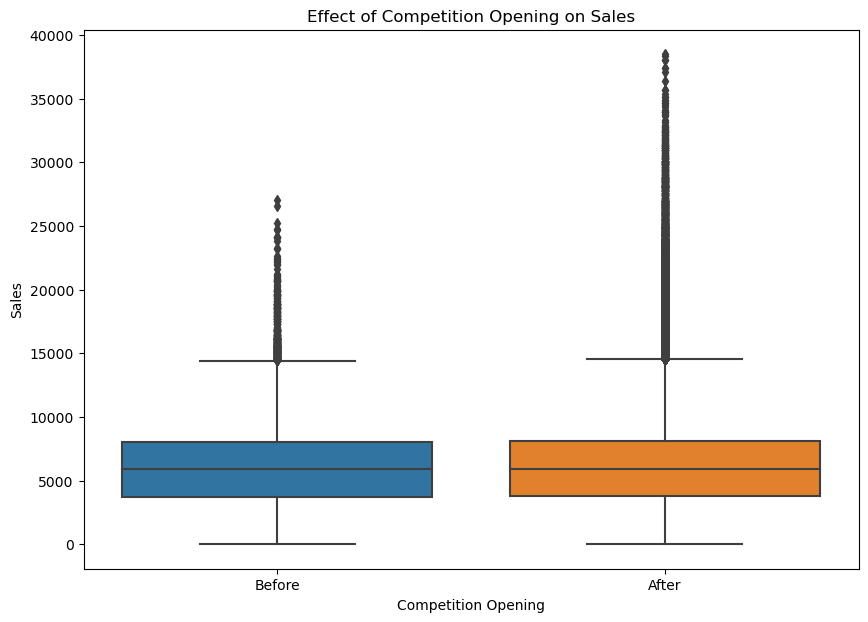 Effect of Competition Opening on Sales
40000
35000
30000
25000
20000
15000
10000
5000
0
Sales
Before
After
Competition Opening